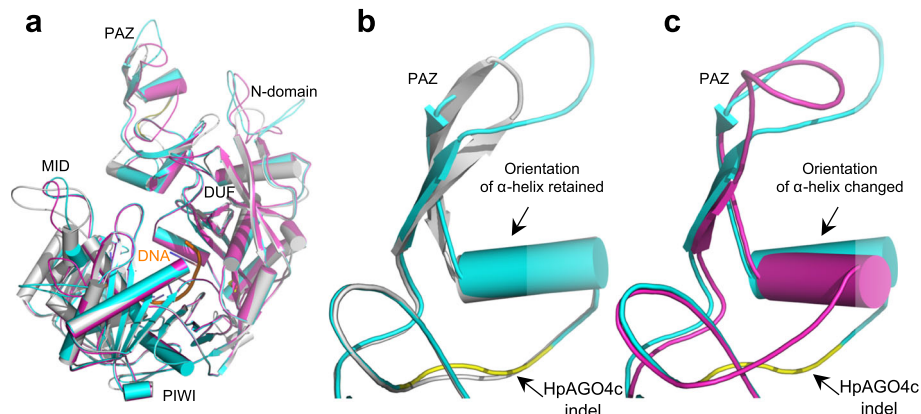 a
PAZ
N-domain
MID
DUF
DNA
PIWI
b
PAZ
Orientation
of α-helix retained
HpAGO4c
indel
c
PAZ
Orientation
of α-helix changed
HpAGO4c
indel